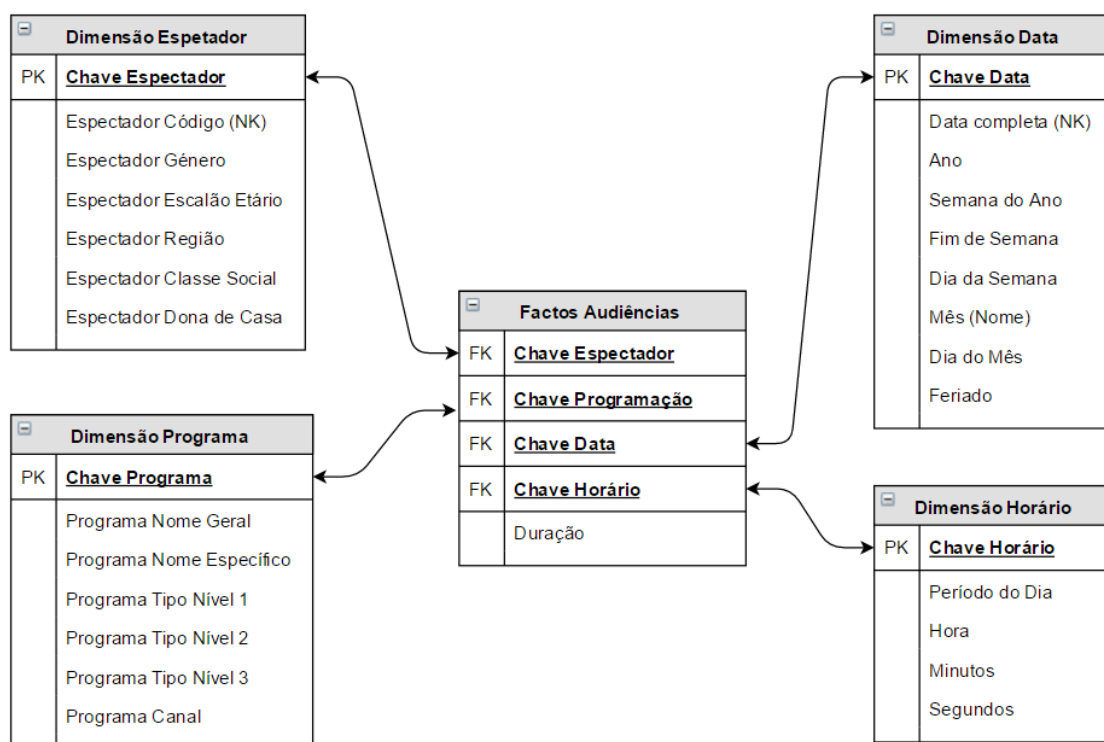 Dimensão Espetador
PK Chave Espectador
Espectador Código (NK)
Espectador Género
Espectador Escalão Etário
Espectador Região
Espectador Classe Social
Espectador Dona de Casa
Dimensão Programa
PK Chave Programa
Programa Nome Geral
Programa Nome Específico
Programa Tipo Nível 1
Programa Tipo Nível 2
Programa Tipo Nível 3
Programa Canal
Factos Audiências
FK Chave Espectador
FK Chave Programação
FK Chave Data
FK Chave Horário
Duração
Dimensão Data
PK Chave Data
Data completa (NK)
Ano
Semana do Ano
Fim de Semana
Dia da Semana
Mês (Nome)
Dia do Mês
Feriado
Dimensão Horário
PK Chave Horário
Período do Dia
Hora
Minutos
Segundos